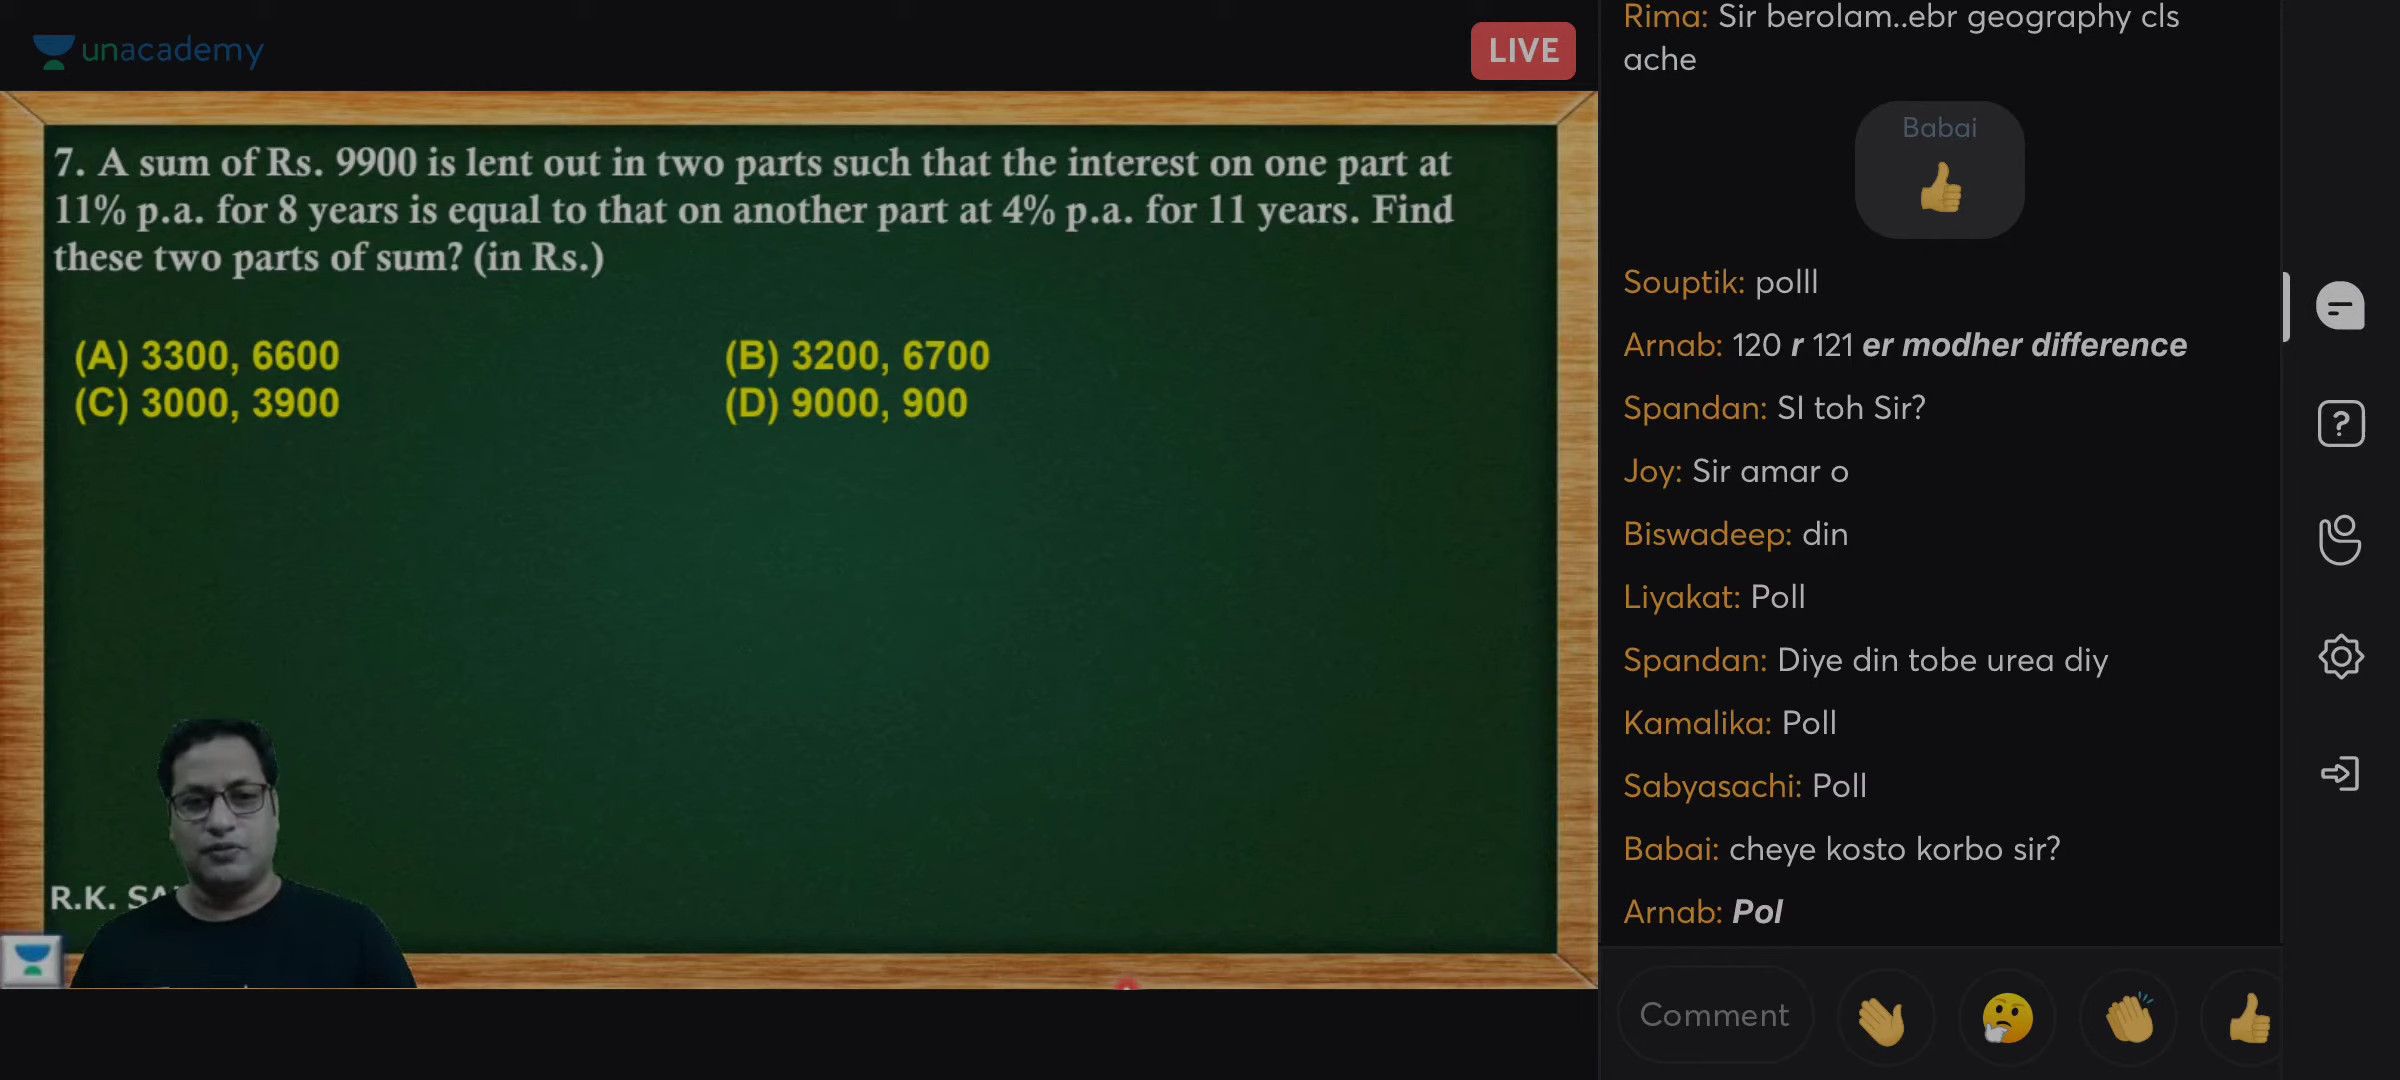 unacademy
LIVE
7. A sum of Rs. 9900 is lent out in two parts such that the interest on one part at
11% p.a. for 8 years is equal to that on another part at 4% p.a. for 11 years. Find
these two parts of sum? (in Rs.)
(A) 3300, 6600
(B) 3200, 6700
(C) 3000, 3900
(D) 9000, 900
R.K.
Rima: Sir berolam..ebr geography cls
ache
Babai
Souptik: polll
Arnab: 120 r 121 er modher difference
Spandan: SI toh Sir?
Joy: Sir amar o
Biswadeep: din
Liyakat: Poll
Spandan: Diye din tobe urea diy
Kamalika: Poll
Sabyasachi: Poll
Babai: cheye kosto korbo sir?
Arnab: Pol
Comment